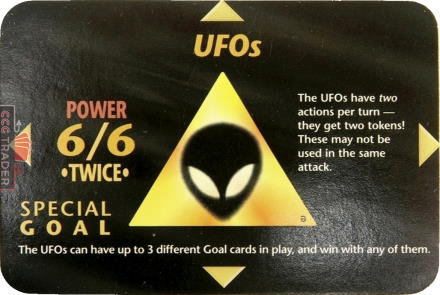 UFOs
POWER
6/6
•TWICE•
SPECIAL
GOAL
The UFOs have two
actions per turn —
they get two tokens!
These may not be
used in the same
attack.
The UFOs can have up to 3 different Goal cards in play, and win with any of them.
CCG TRADER